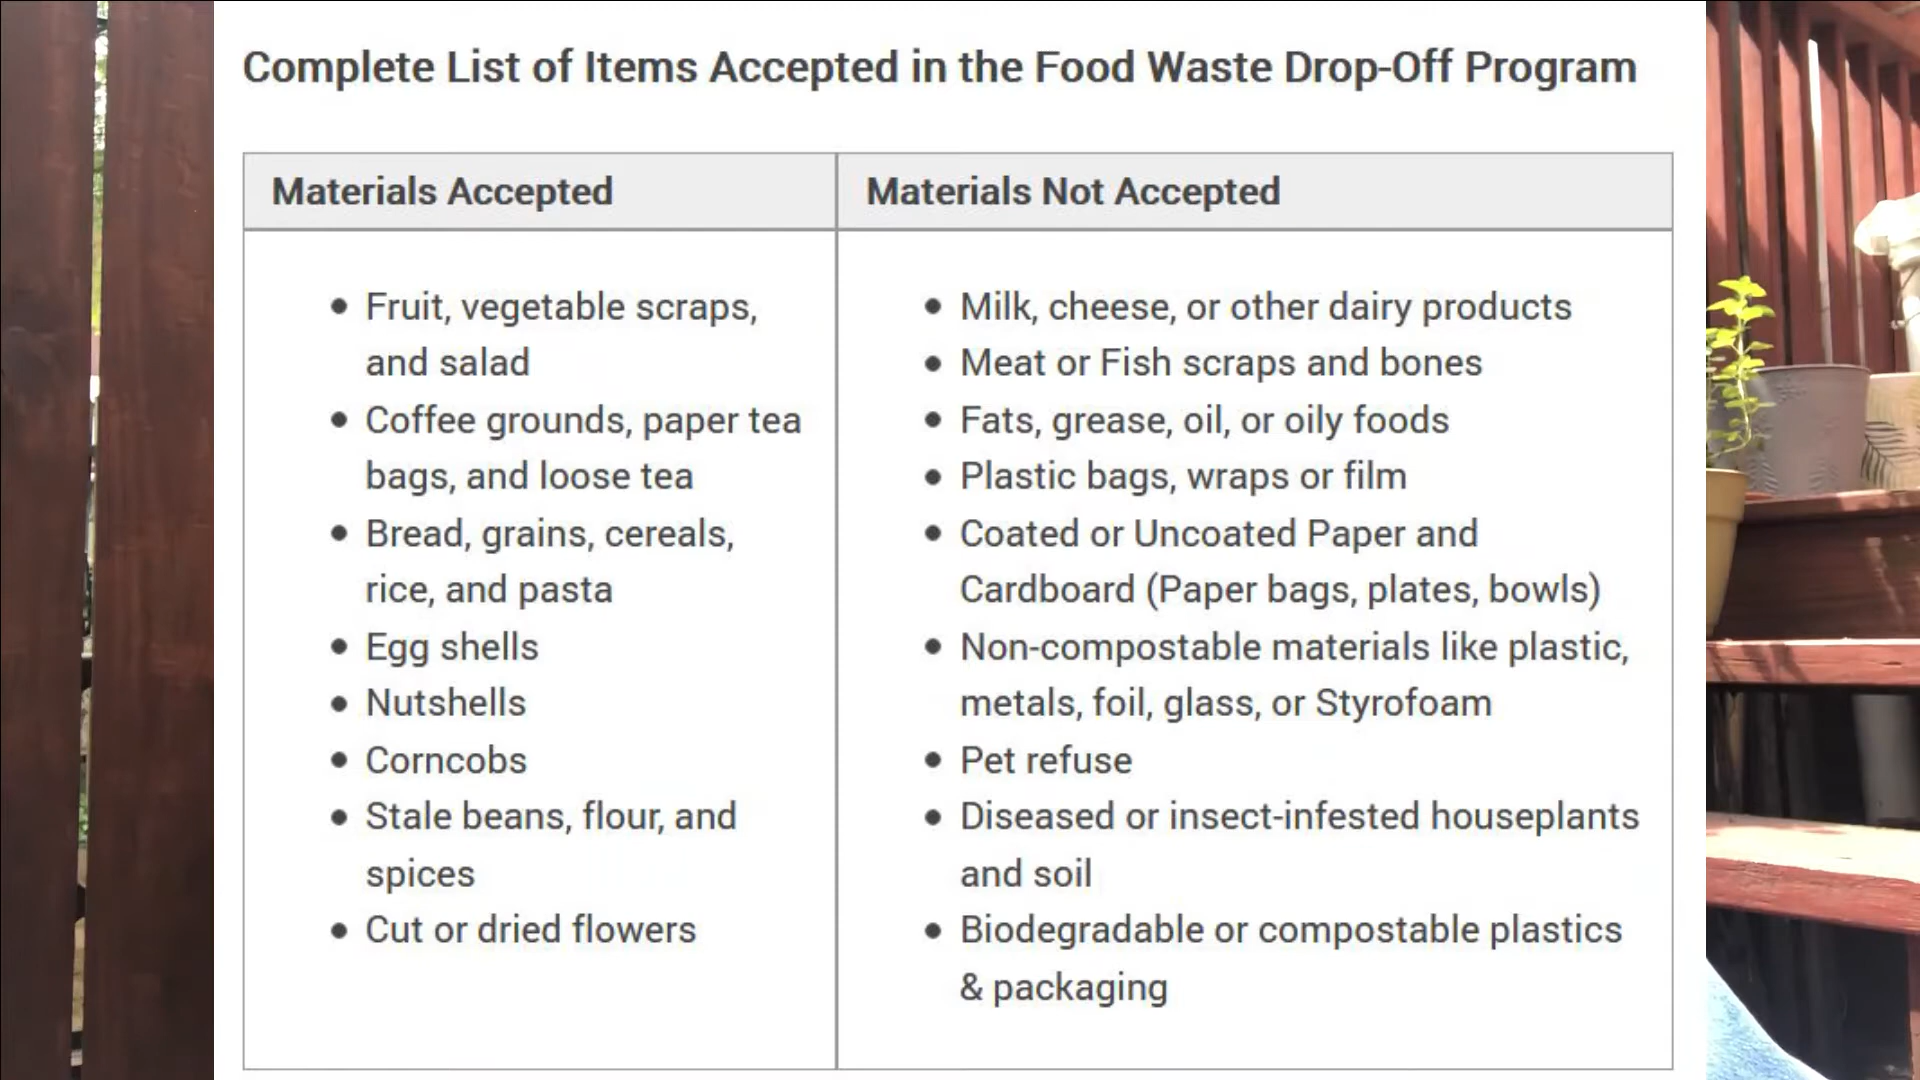 Complete List of Items Accepted in the Food Waste Drop-Off Program
Materials Accepted
Fruit, vegetable scraps,
and salad
Coffee grounds, paper tea
bags, and loose tea
Bread, grains, cereals,
rice, and pasta
Egg shells
Nutshells
Corncobs
Stale beans, flour, and
spices
Cut or dried flowers
Materials Not Accepted
Milk, cheese, or other dairy products
Meat or Fish scraps and bones
Fats, grease, oil, or oily foods
Plastic bags, wraps or film
Coated or Uncoated Paper and
Cardboard (Paper bags, plates, bowls)
Non-compostable materials like plastic,
metals, foil, glass, or Styrofoam
Pet refuse
Diseased or insect-infested houseplants
and soil
Biodegradable or compostable plastics
& packaging